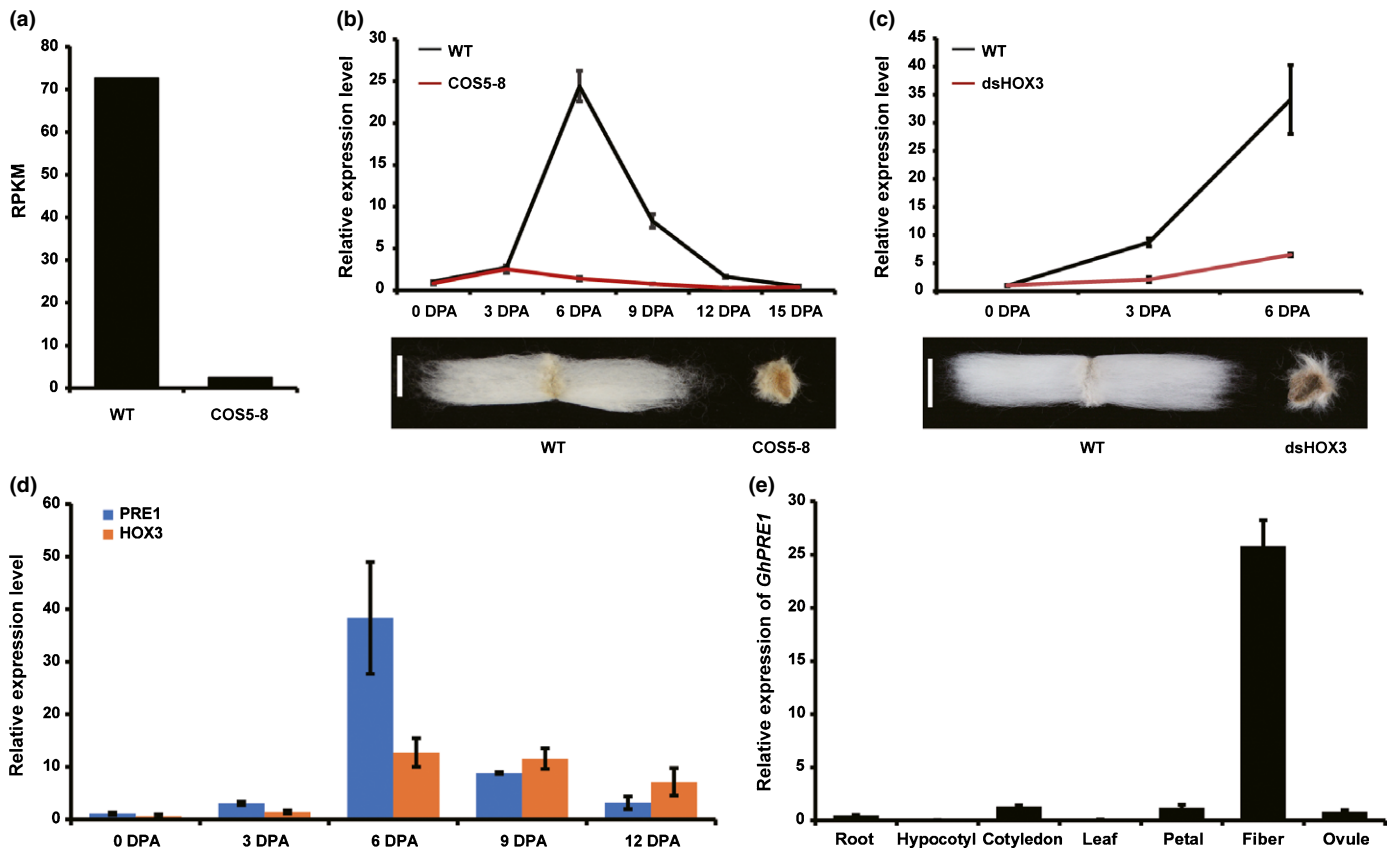 (a)
80
70
60
50
40
30
20
10
0
RPKM
WT
COS5-8
(b)
30
25
20
15
10
5
0
Relative expression level
WT
COS5-8
0 DPA 3 DPA 6 DPA 9 DPA 12 DPA 15 DPA
WT
COS5-8
(c)
45
40
35
30
25
20
15
10
5
0
Relative expression level
WT
dsHOX3
0 DPA 3 DPA 6 DPA
WT
dsHOX3
(d)
60
50
40
30
20
10
0
Relative expression level
PRE1
HOX3
0 DPA 3 DPA 6 DPA 9 DPA 12 DPA
(e)
30
25
20
15
10
5
0
Relative expression of GhPRE1
Root Hypocotyl Cotyledon Leaf Petal Fiber Ovule